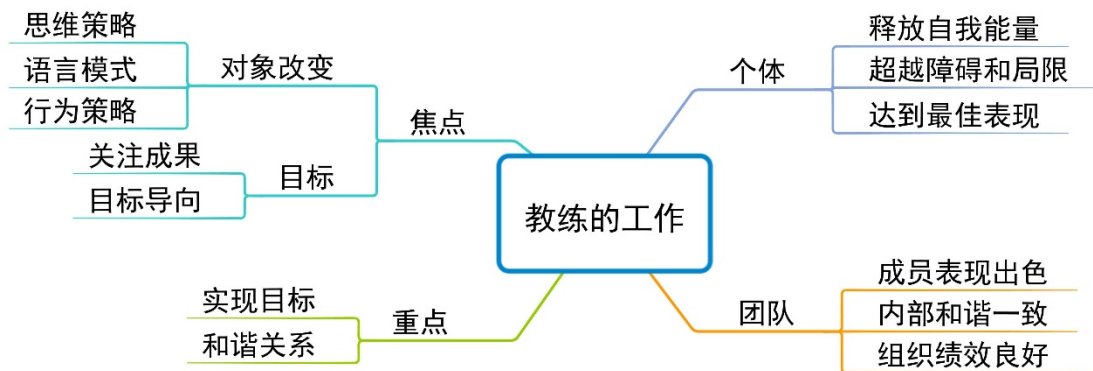 教练的工作
个体
释放自我能量
超越障碍和局限
达到最佳表现
团队
成员表现出色
内部和谐一致
组织绩效良好
焦点
对象改变
思维策略
语言模式
行为策略
目标
关注成果
目标导向
重点
实现目标
和谐关系